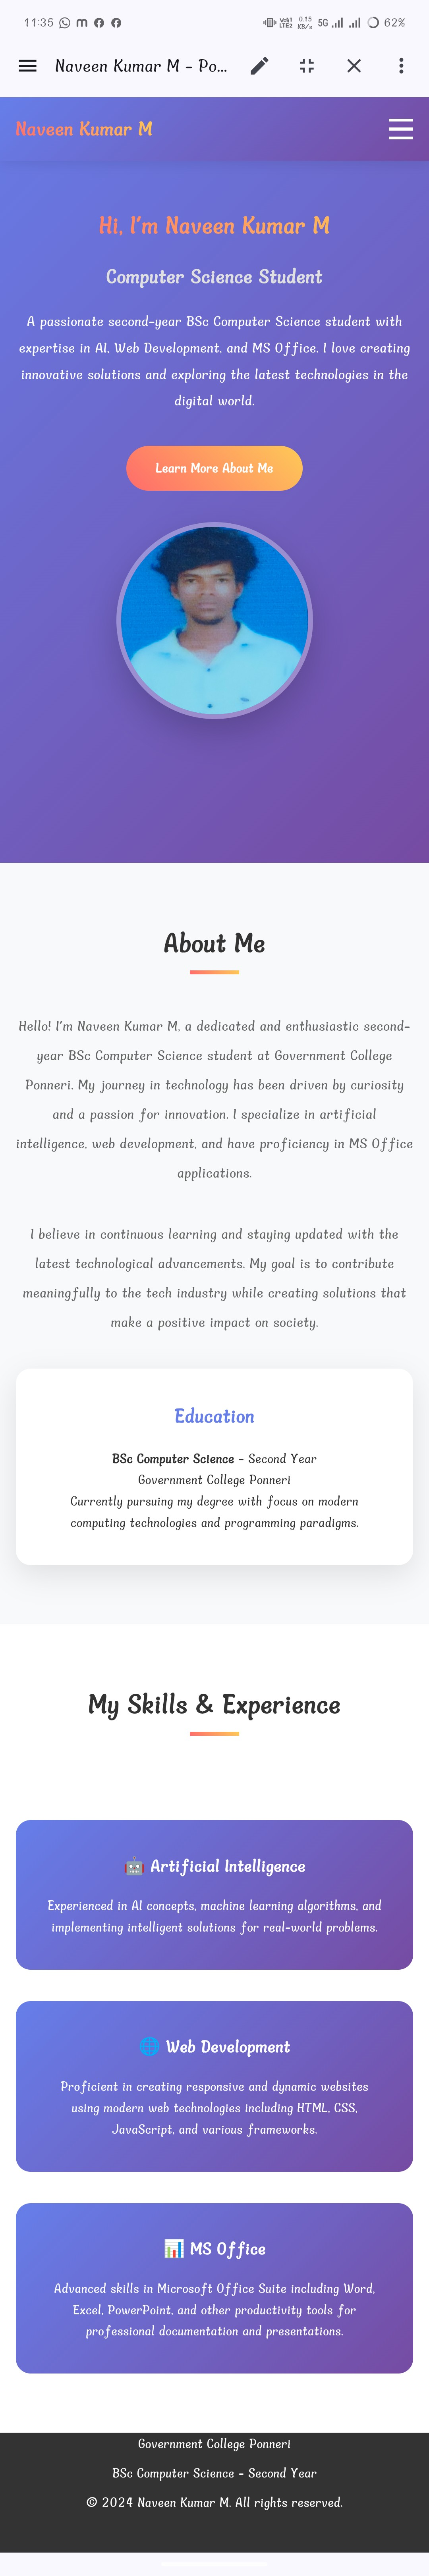 11:35 VoLTE1 LTE2 0.15 KB/s 5G 62%
Naveen Kumar M - Po...
Naveen Kumar M
Hi, I'm Naveen Kumar M
Computer Science Student
A passionate second-year BSc Computer Science student with
expertise in AI, Web Development, and MS Office. I love creating
innovative solutions and exploring the latest technologies in the
digital world.
Learn More About Me
About Me
Hello! I'm Naveen Kumar M, a dedicated and enthusiastic second-
year BSc Computer Science student at Government College
Ponneri. My journey in technology has been driven by curiosity
and a passion for innovation. I specialize in artificial
intelligence, web development, and have proficiency in MS Office
applications.
I believe in continuous learning and staying updated with the
latest technological advancements. My goal is to contribute
meaningfully to the tech industry while creating solutions that
make a positive impact on society.
Education
BSc Computer Science - Second Year
Government College Ponneri
Currently pursuing my degree with focus on modern
computing technologies and programming paradigms.
My Skills & Experience
🤖 Artificial Intelligence
Experienced in AI concepts, machine learning algorithms, and
implementing intelligent solutions for real-world problems.
🌐 Web Development
Proficient in creating responsive and dynamic websites
using modern web technologies including HTML, CSS,
JavaScript, and various frameworks.
📊 MS Office
Advanced skills in Microsoft Office Suite including Word,
Excel, PowerPoint, and other productivity tools for
professional documentation and presentations.
Government College Ponneri
BSc Computer Science - Second Year
© 2024 Naveen Kumar M. All rights reserved.